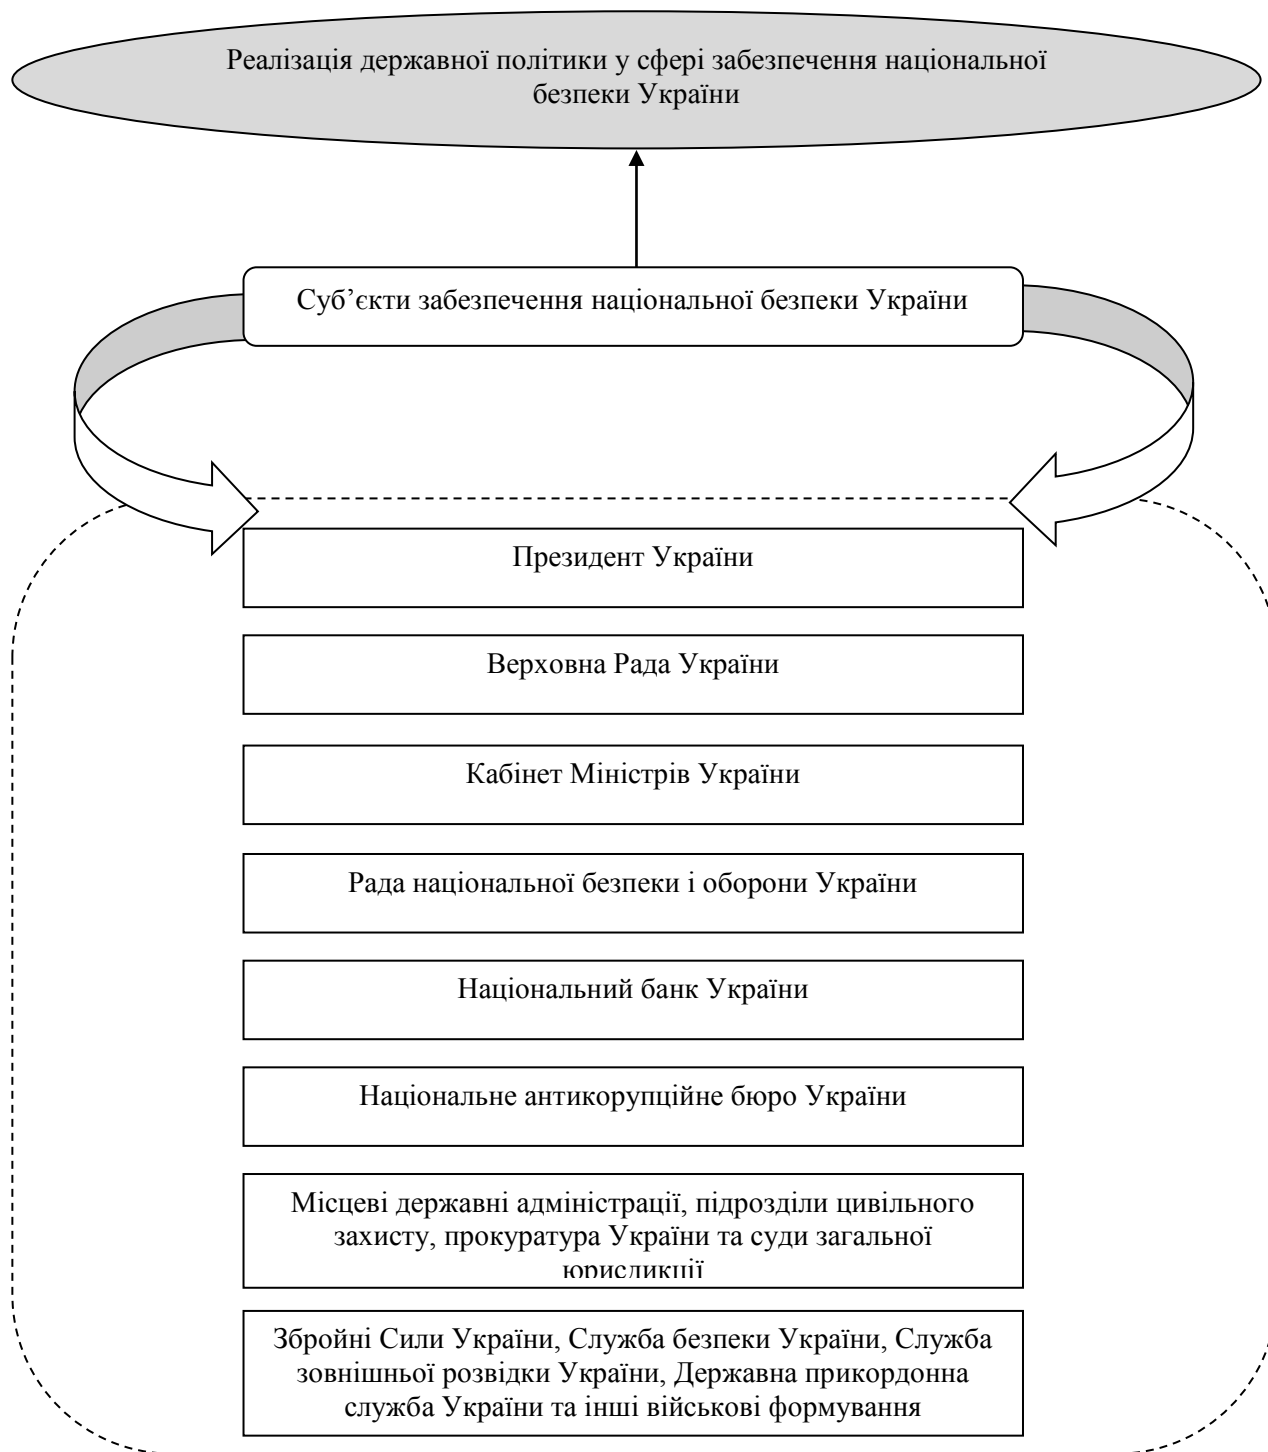 Реалізація державної політики у сфері забезпечення національної
безпеки України
Суб’єкти забезпечення національної безпеки України
Президент України
Верховна Рада України
Кабінет Міністрів України
Рада національної безпеки і оборони України
Національний банк України
Національне антикорупційне бюро України
Місцеві державні адміністрації, підрозділи цивільного
захисту, прокуратура України та суди загальної
юрисдикції
Збройні Сили України, Служба безпеки України, Служба
зовнішньої розвідки України, Державна прикордонна
служба України та інші військові формування